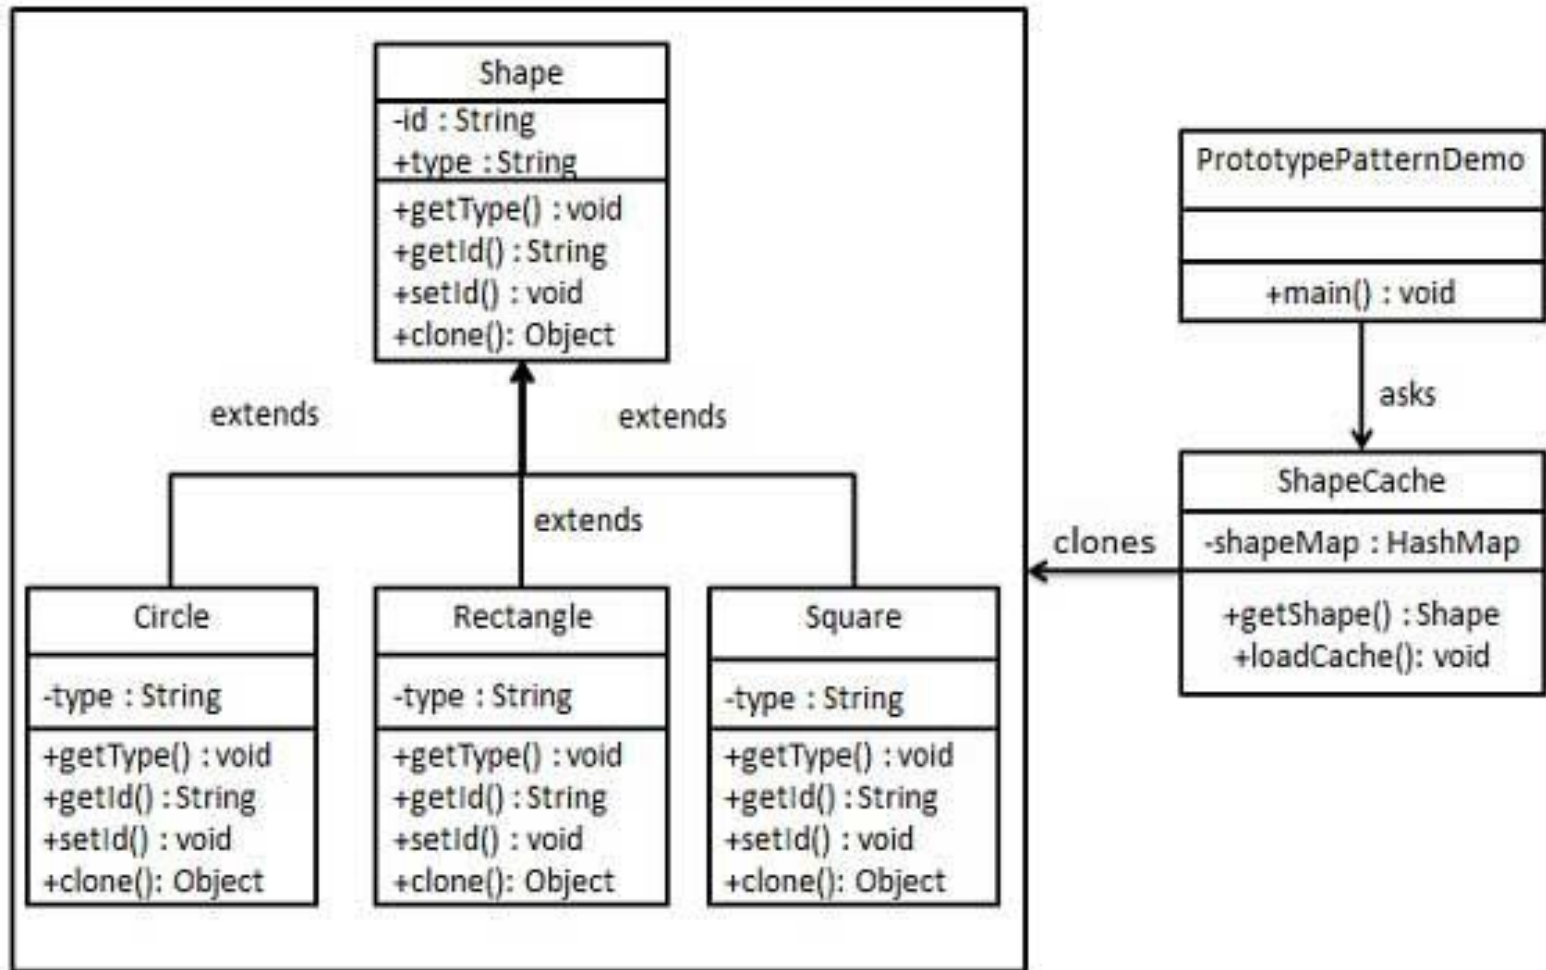 Shape
-id : String
+type : String
+getType() : void
+getId() : String
+setId() : void
+clone(): Object
extends
extends
extends
Circle
-type : String
+getType() : void
+getId() : String
+setId() : void
+clone(): Object
Rectangle
-type : String
+getType() : void
+getId() : String
+setId() : void
+clone(): Object
Square
-type : String
+getType() : void
+getId() : String
+setId() : void
+clone(): Object
PrototypePatternDemo
+main() : void
asks
ShapeCache
-shapeMap : HashMap
+getShape() : Shape
+loadCache(): void
clones